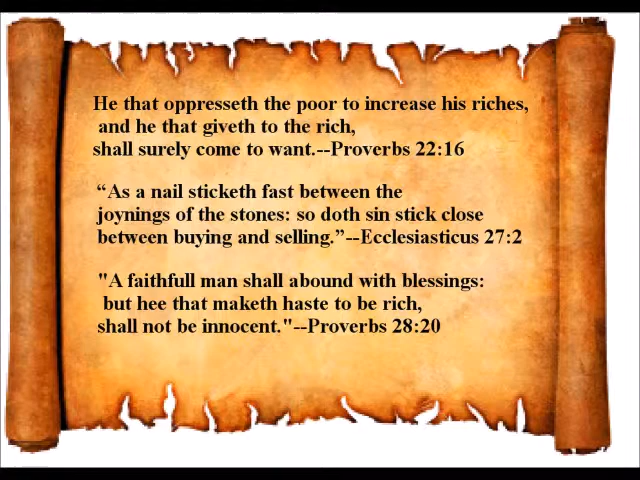 He that oppresseth the poor to increase his riches,
and he that giveth to the rich,
shall surely come to want.--Proverbs 22:16
“As a nail sticketh fast between the
joynings of the stones: so doth sin stick close
between buying and selling.”--Ecclesiasticus 27:2
"A faithfull man shall abound with blessings:
but hee that maketh haste to be rich,
shall not be innocent."--Proverbs 28:20